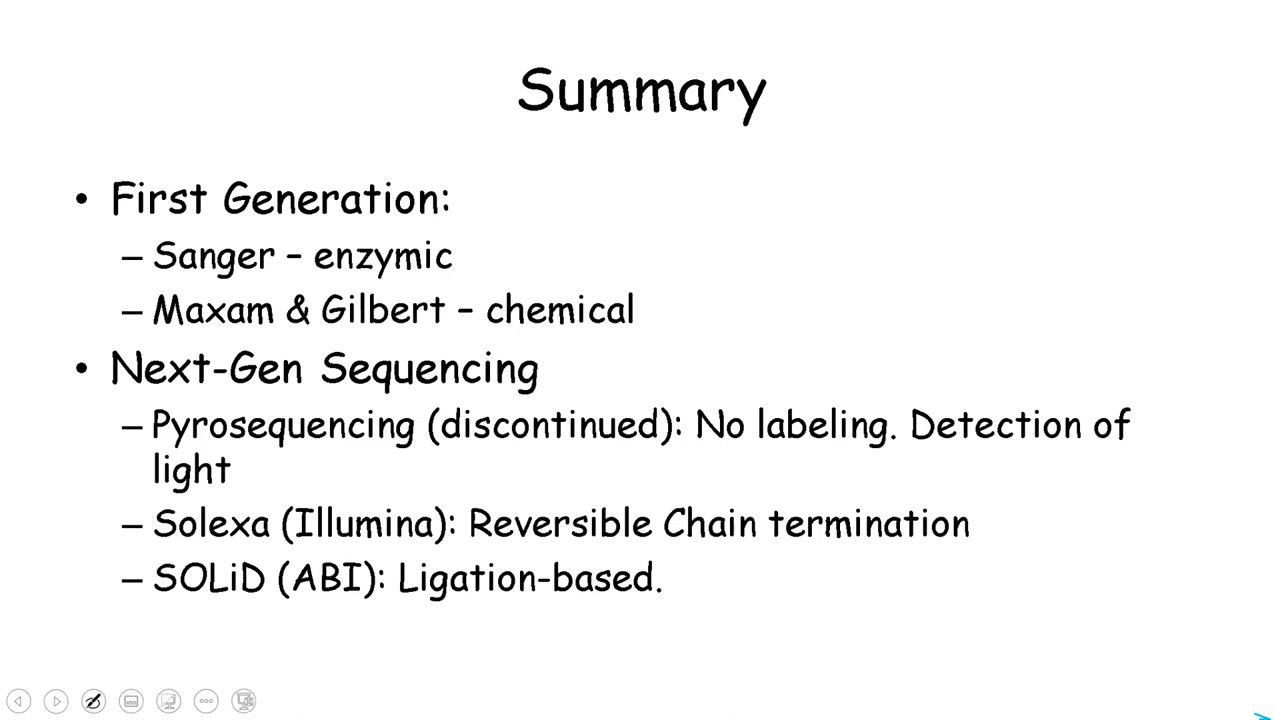 Summary
• First Generation:
– Sanger – enzymic
– Maxam & Gilbert – chemical
• Next-Gen Sequencing
– Pyrosequencing (discontinued): No labeling. Detection of
light
– Solexa (Illumina): Reversible Chain termination
– SOLiD (ABI): Ligation-based.